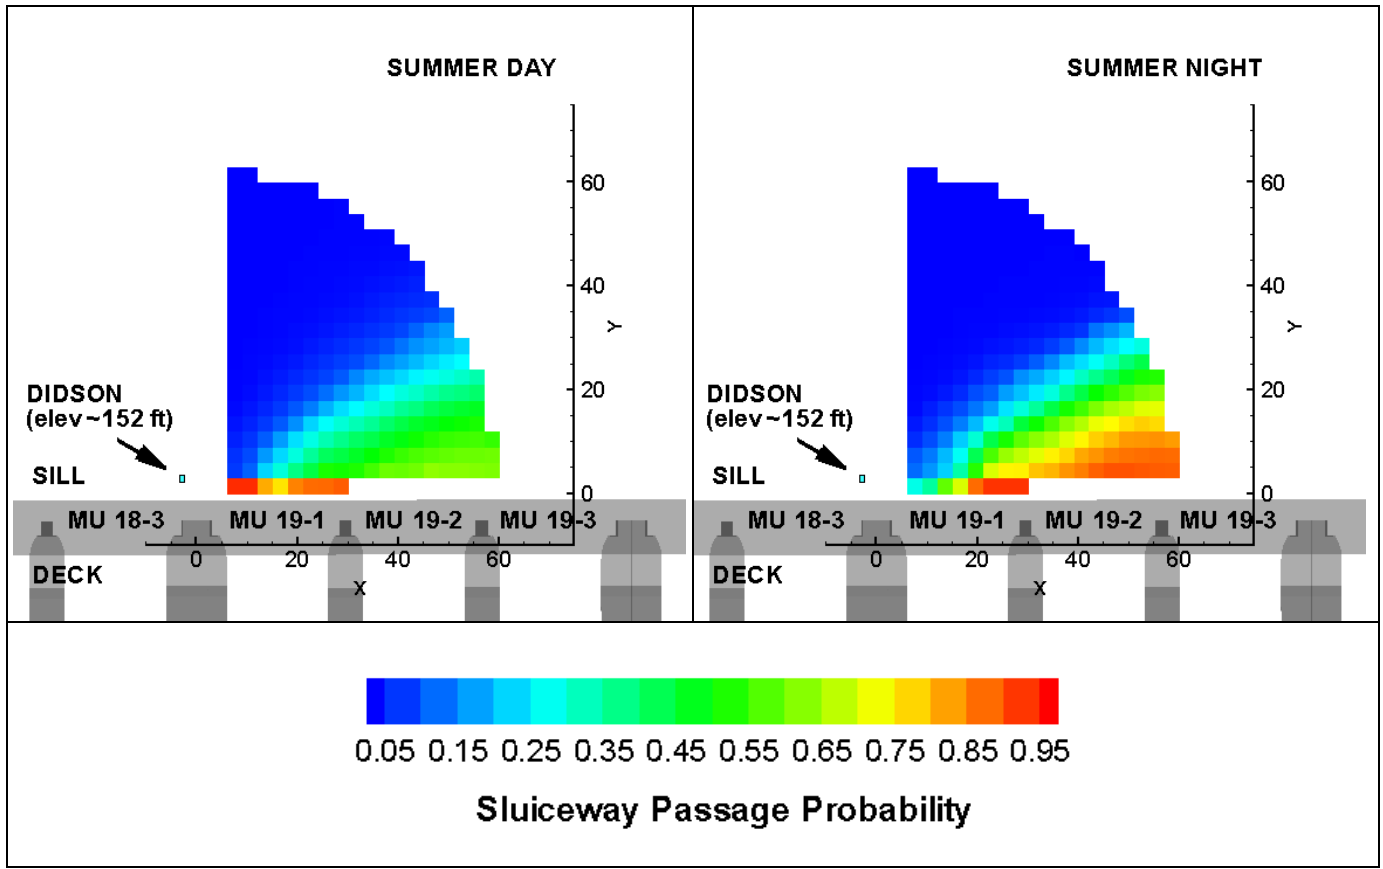 SUMMER DAY
60
40
Y
20
DIDSON
(elev ~152 ft)
SILL
0
MU 18-3 MU 19-1 MU 19-2 MU 19-3
0 20 40 60
DECK
X
SUMMER NIGHT
60
40
Y
20
DIDSON
(elev ~152 ft)
SILL
0
MU 18-3 MU 19-1 MU 19-2 MU 19-3
0 20 40 60
DECK
X
0.05 0.15 0.25 0.35 0.45 0.55 0.65 0.75 0.85 0.95
Sluiceway Passage Probability